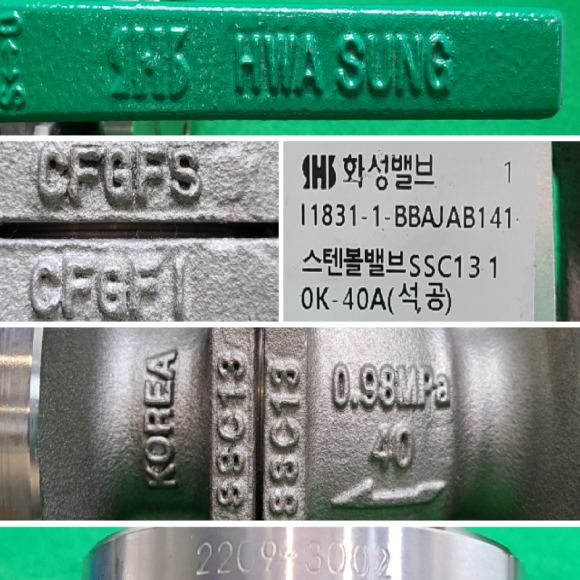 SHS HWA SUNG
CFGFS
CFGF1
SHS 화성밸브 1
I1831-1-BBAJAB141
스텐볼밸브SSC13 1
0K-40A(석,공)
KOREA
SSC13
SSC13
0.98MPa
40
2209-3002